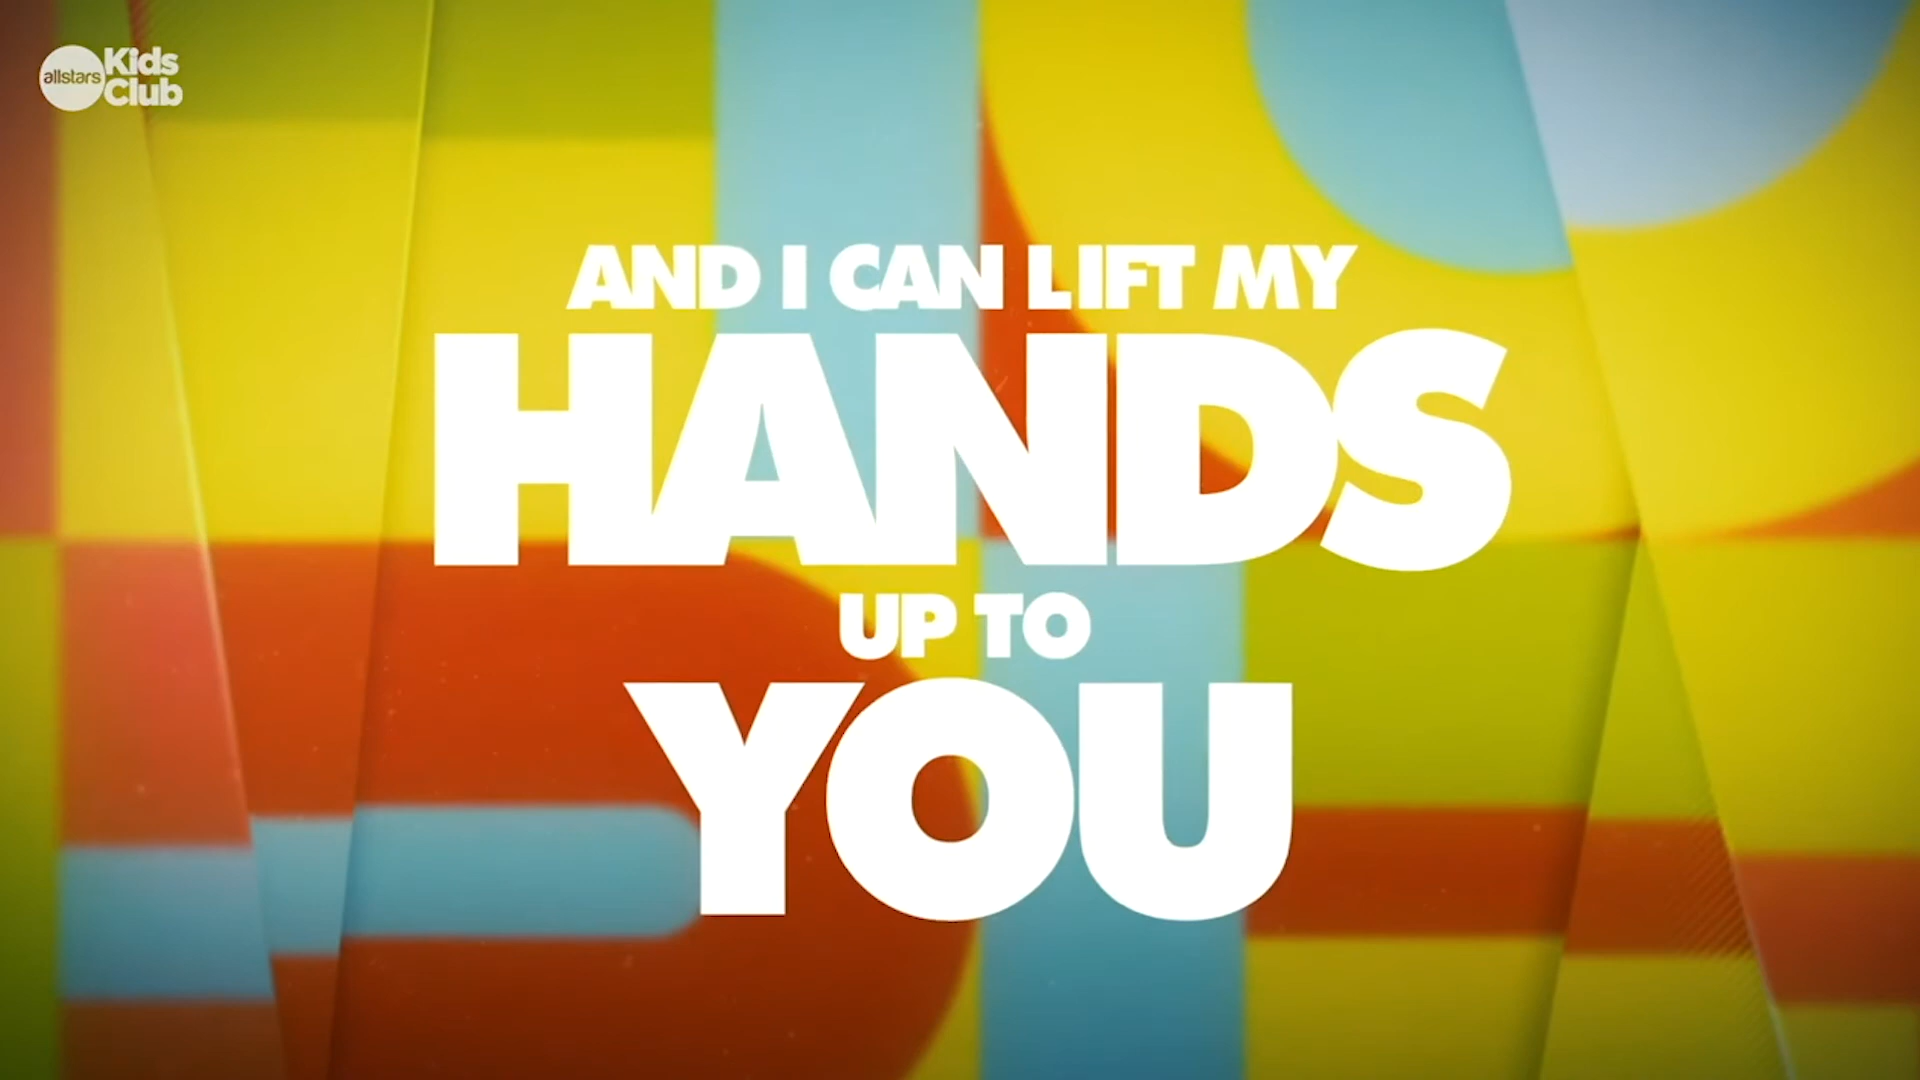 allstars
Kids
Club
AND I CAN LIFT MY
HANDS
UP TO
YOU